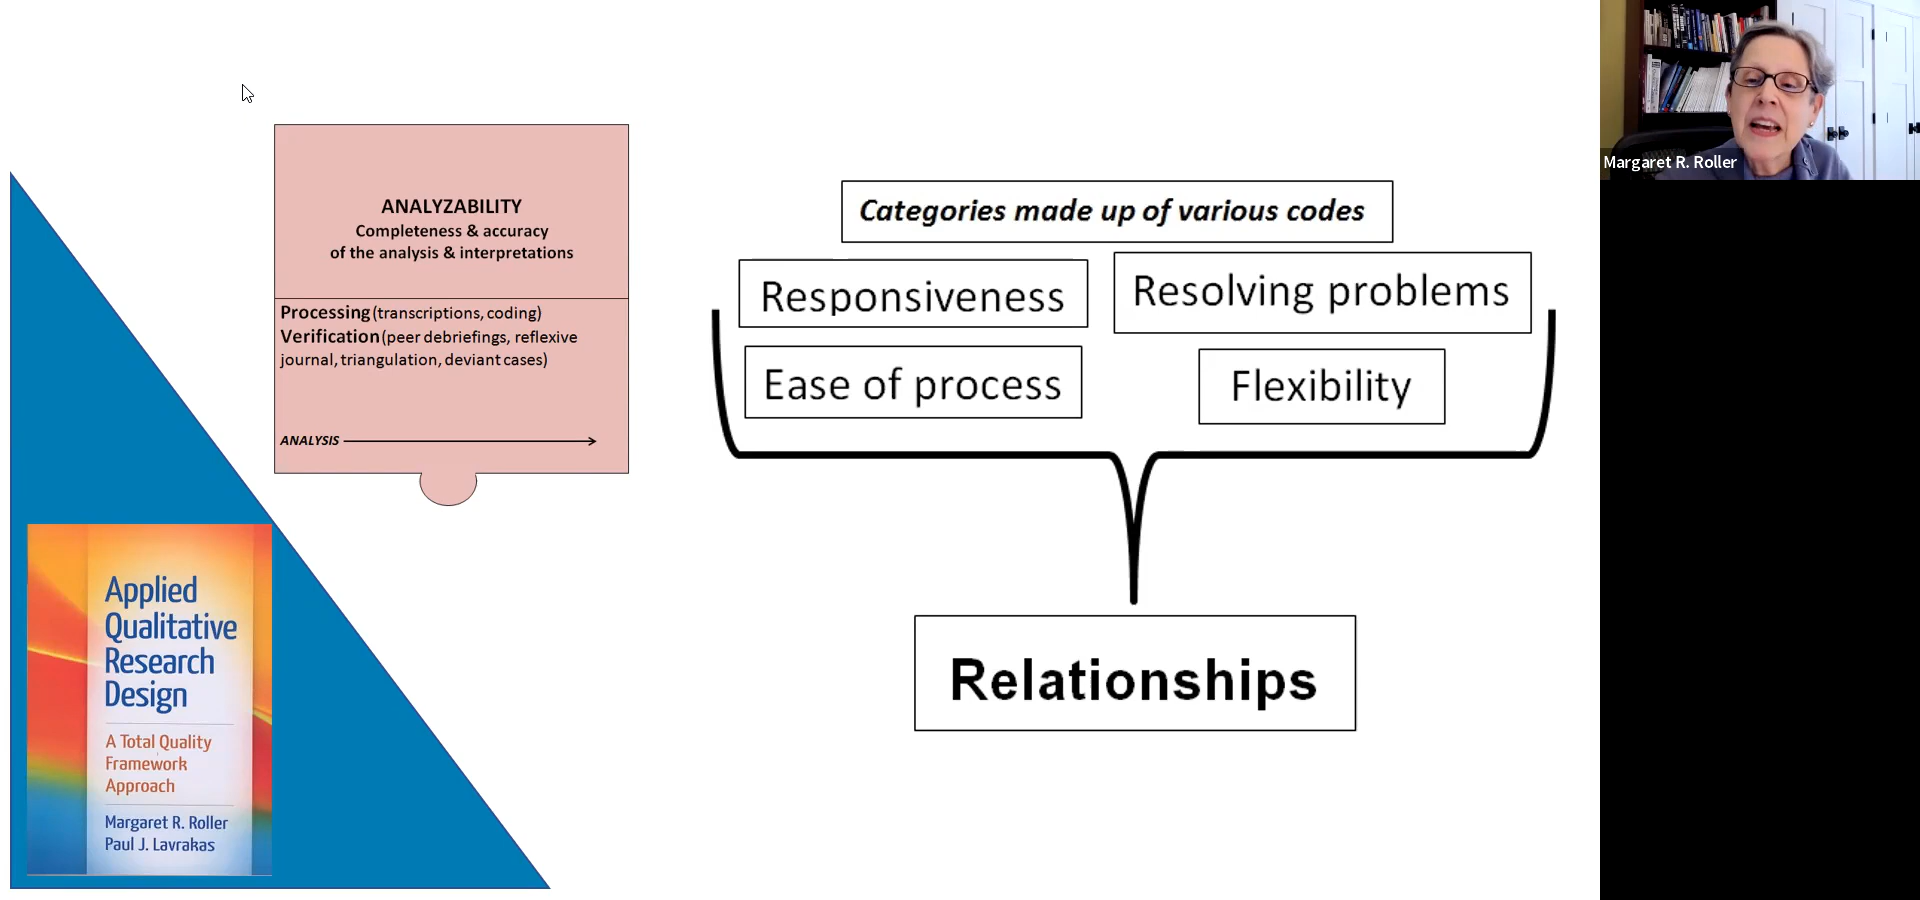 ANALYZABILITY
Completeness & accuracy
of the analysis & interpretations
Processing (transcriptions, coding)
Verification (peer debriefings, reflexive
journal, triangulation, deviant cases)
ANALYSIS
Categories made up of various codes
Responsiveness
Resolving problems
Ease of process
Flexibility
Relationships
Applied
Qualitative
Research
Design
A Total Quality
Framework
Approach
Margaret R. Roller
Paul J. Lavrakas
Margaret R. Roller